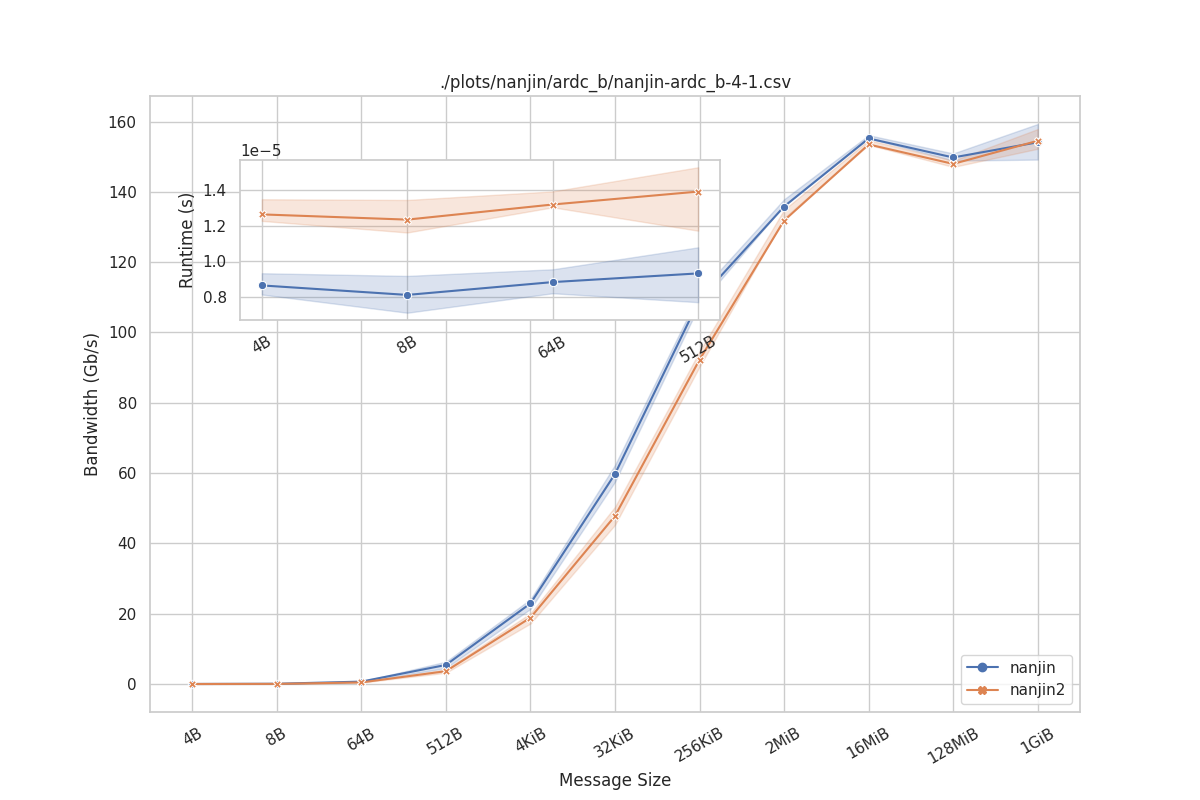 ./plots/nanjin/ardc_b/nanjin-ardc_b-4-1.csv
160
140
120
100
80
60
40
20
0
Bandwidth (Gb/s)
1e−5
1.4
1.2
1.0
0.8
Runtime (s)
4B
8B
64B
512B
nanjin
nanjin2
4B
8B
64B
512B
4KiB
32KiB
256KiB
2MiB
16MiB
128MiB
1GiB
Message Size